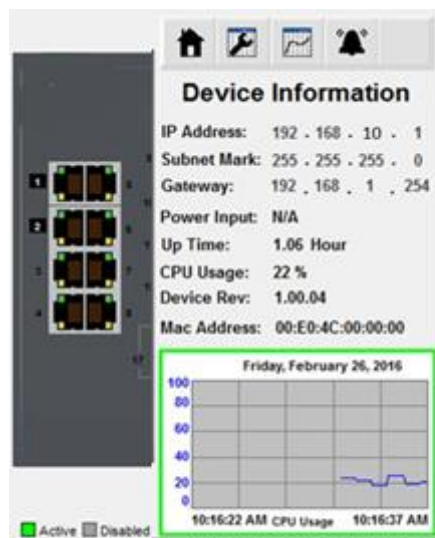 Device Information
IP Address: 192 . 168 . 10 . 1
Subnet Mark: 255 . 255 . 255 . 0
Gateway: 192 . 168 . 1 . 254
Power Input: N/A
Up Time: 1.06 Hour
CPU Usage: 22 %
Device Rev: 1.00.04
Mac Address: 00:E0:4C:00:00:00
1
2
3
4
17
Friday, February 26, 2016
100
80
60
40
20
0
10:16:22 AM CPU Usage 10:16:37 AM
Active Disabled